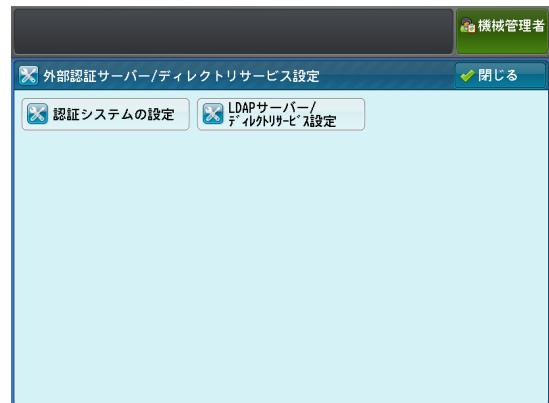 機械管理者
外部認証サーバー/ディレクトリサービス設定
閉じる
認証システムの設定
LDAPサーバー/
ﾃﾞｨﾚｸﾄﾘｻｰﾋﾞｽ設定